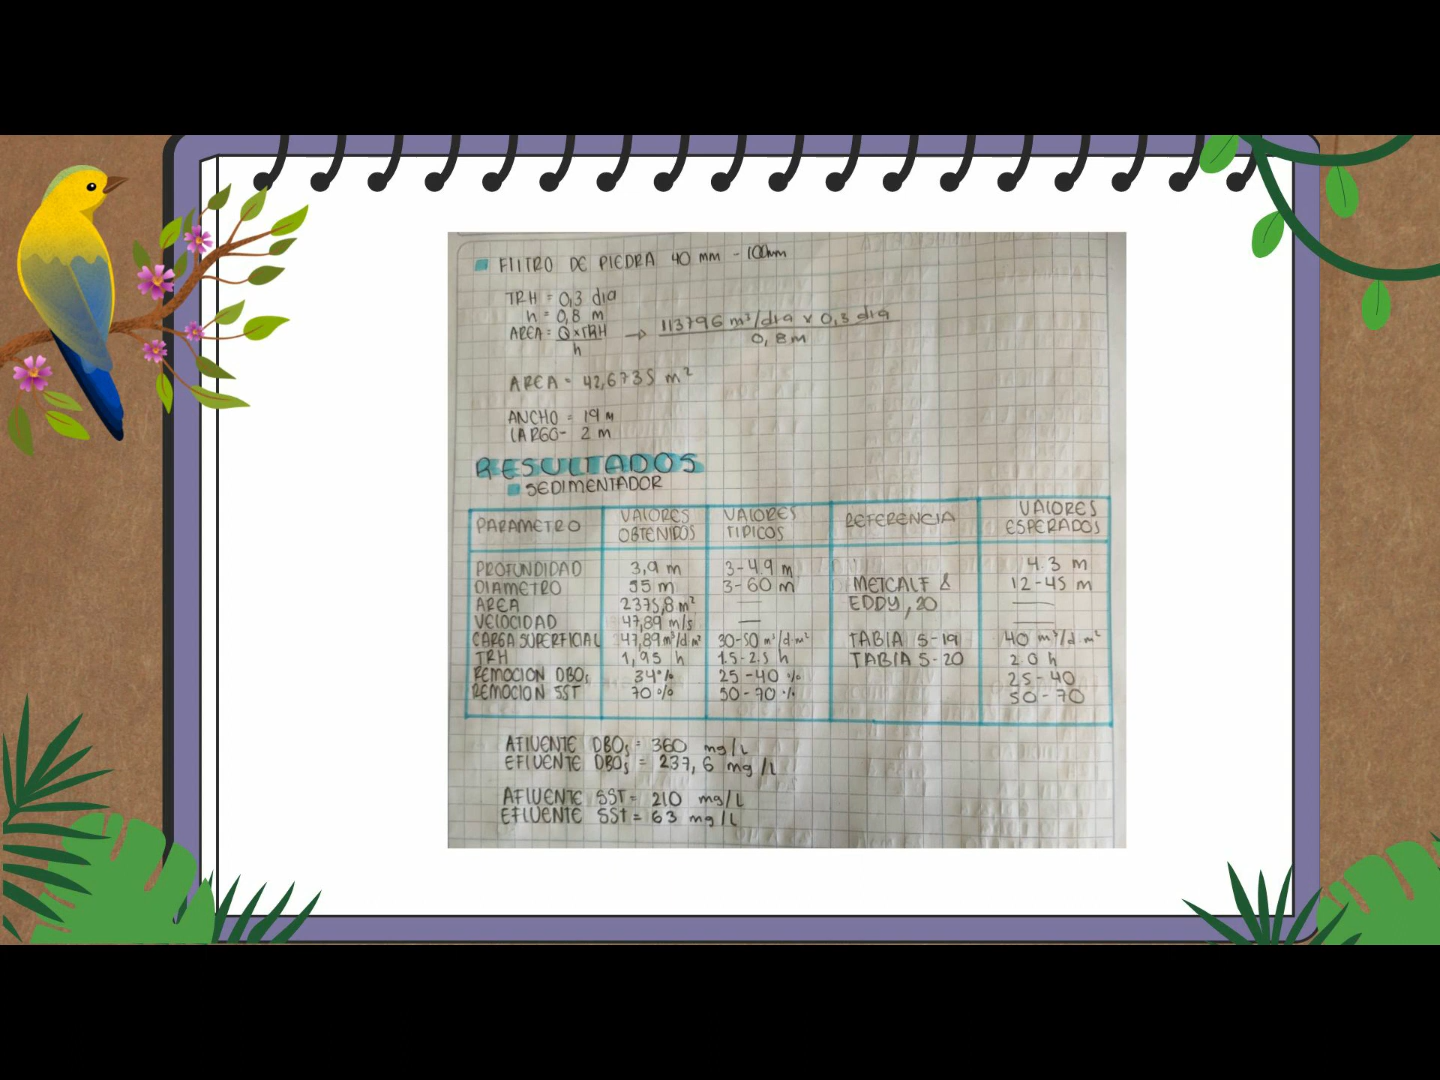 FILTRO DE PIEDRA 40 mm - 100mm
TRH = 0,3 dia
h = 0,8 m
AREA = Q x TRH / h → 113796 m³/dia x 0,3 dia / 0,8 m
AREA = 42,6735 m²
ANCHO = 19 m
LARGO - 2 m
RESULTADOS
SEDIMENTADOR
PARAMETRO VALORES OBTENIDOS VALORES TIPICOS REFERENCIA VALORES ESPERADOS
PROFUNDIDAD 3,9 m 3-4.9 m 4.3 m
DIAMETRO 55 m 3-60 m METCALF & 12-45 m
AREA 2375,8 m² — EDDY, 20 —
VELOCIDAD 47,89 m/s — —
CARGA SUPERFICIAL 47,89 m³/d m² 30-50 m³/d·m² TABLA 5-19 40 m³/d·m²
TRH 1,95 h 1.5-2.5 h TABLA 5-20 2.0 h
REMOCION DBO₅ 34% 25-40 % 25-40
REMOCION SST 70 % 50-70 % 50-70
AFLUENTE DBO₅ = 360 mg/L
EFLUENTE DBO₅ = 237,6 mg/L
AFLUENTE SST = 210 mg/L
EFLUENTE SST = 63 mg/L